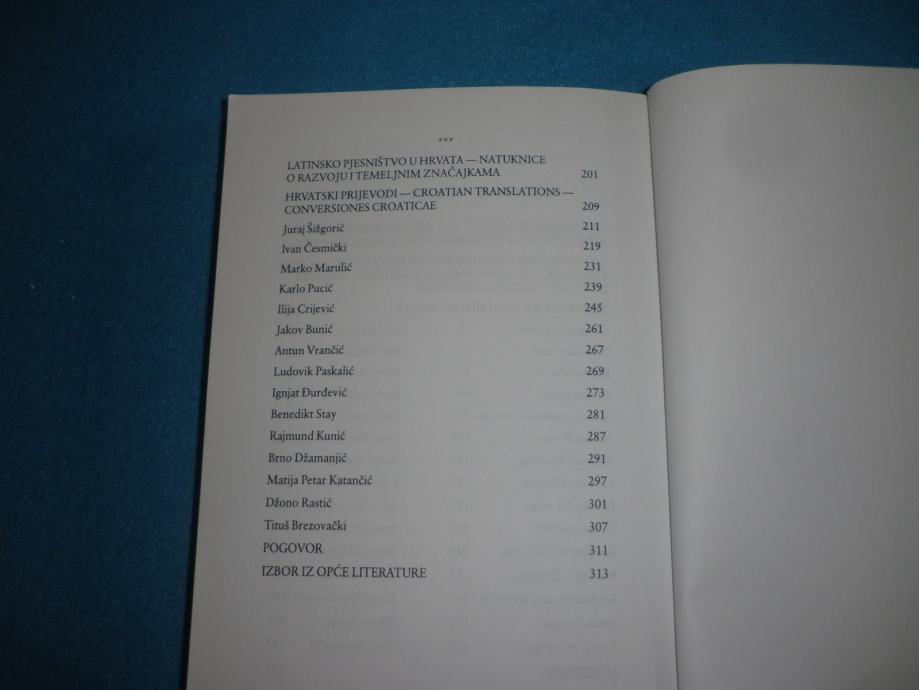 ***
LATINSKO PJESNIŠTVO U HRVATA — NATUKNICE
O RAZVOJU I TEMELJNIM ZNAČAJKAMA 201
HRVATSKI PRIJEVODI — CROATIAN TRANSLATIONS —
CONVERSIONES CROATICAE 209
Juraj Šižgorić 211
Ivan Česmički 219
Marko Marulić 231
Karlo Pucić 239
Ilija Crijević 245
Jakov Bunić 261
Antun Vrančić 267
Ludovik Paskalić 269
Ignjat Đurđević 273
Benedikt Stay 281
Rajmund Kunić 287
Brno Džamanjić 291
Matija Petar Katančić 297
Džono Rastić 301
Tituš Brezovački 307
POGOVOR 311
IZBOR IZ OPĆE LITERATURE 313